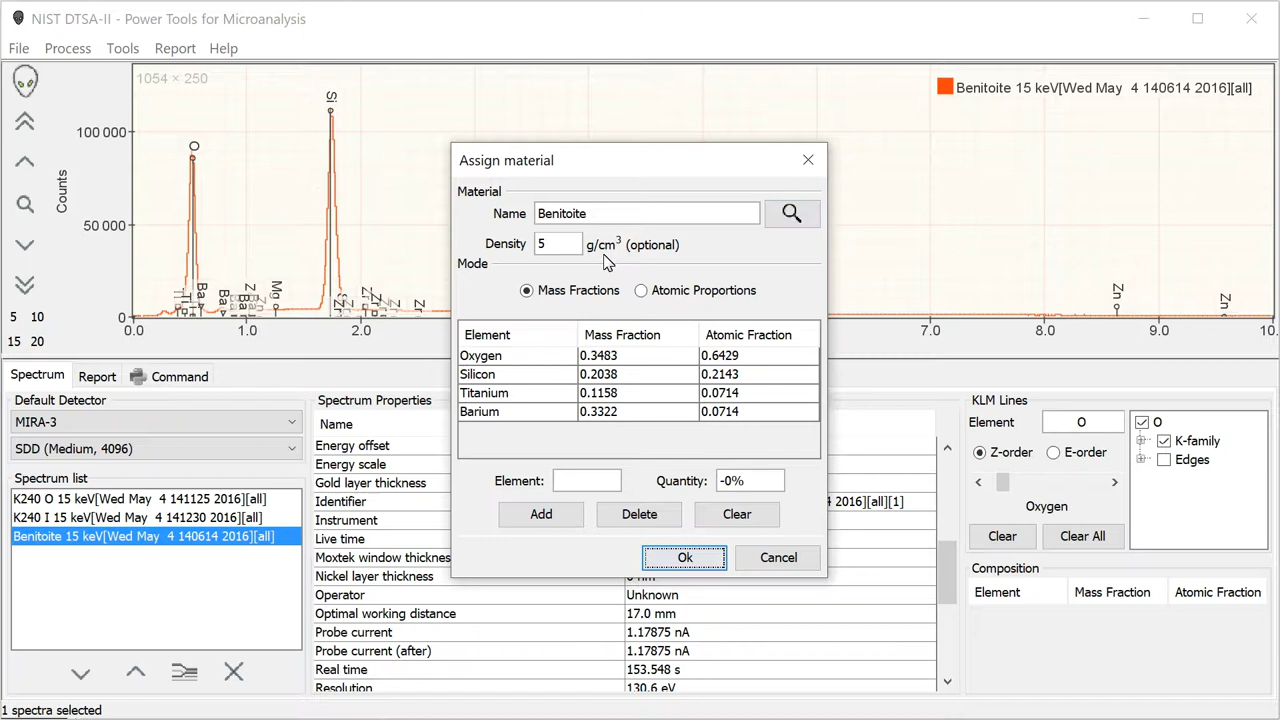 NIST DTSA-II - Power Tools for Microanalysis
File Process Tools Report Help
1054 × 250
Benitoite 15 keV[Wed May 4 140614 2016][all]
Counts
100 000
50 000
0
O
Si
Ba
Ba
Mg
Zr
Zn
Zn
0.0 1.0 2.0 7.0 8.0 9.0 10.
5 10
15 20
Assign material
Material
Name Benitoite
Density 5 g/cm3 (optional)
Mode
Mass Fractions Atomic Proportions
Element Mass Fraction Atomic Fraction
Oxygen 0.3483 0.6429
Silicon 0.2038 0.2143
Titanium 0.1158 0.0714
Barium 0.3322 0.0714
Element: Quantity: -0%
Add Delete Clear
Ok Cancel
Spectrum Report Command
Default Detector
MIRA-3
SDD (Medium, 4096)
Spectrum list
K240 O 15 keV[Wed May 4 141125 2016][all]
K240 I 15 keV[Wed May 4 141230 2016][all]
Benitoite 15 keV[Wed May 4 140614 2016][all]
Spectrum Properties
Name
Energy offset
Energy scale
Gold layer thickness
Identifier 4 2016][all][1]
Instrument
Live time
Moxtek window thickness
Nickel layer thickness 0 nm
Operator Unknown
Optimal working distance 17.0 mm
Probe current 1.17875 nA
Probe current (after) 1.17875 nA
Real time 153.548 s
Resolution 130.6 eV
KLM Lines
Element O
Z-order E-order
Oxygen
Clear Clear All
O
K-family
Edges
Composition
Element Mass Fraction Atomic Fraction
1 spectra selected